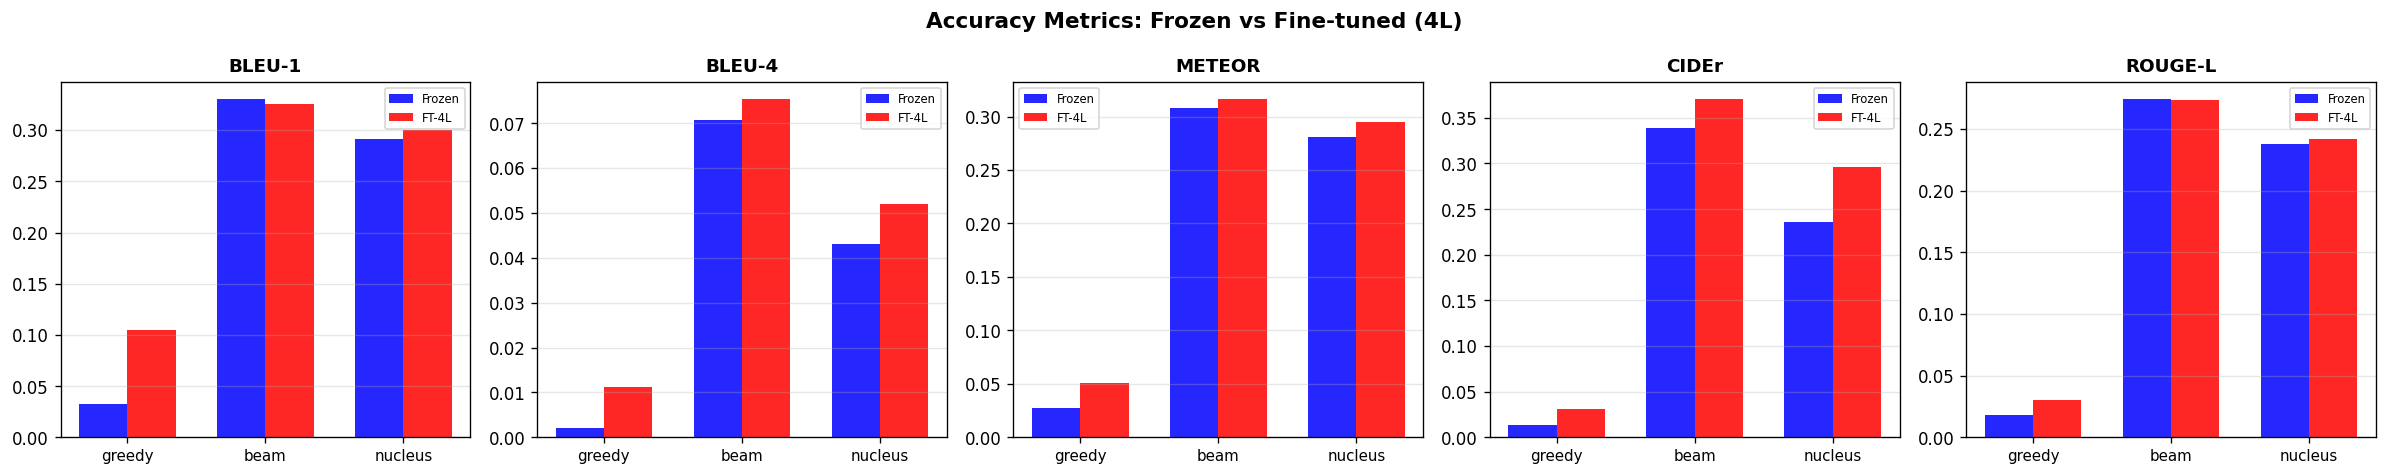 Accuracy Metrics: Frozen vs Fine-tuned (4L)
BLEU-1
0.30
0.25
0.20
0.15
0.10
0.05
0.00
greedy beam nucleus
Frozen
FT-4L
BLEU-4
0.07
0.06
0.05
0.04
0.03
0.02
0.01
0.00
greedy beam nucleus
Frozen
FT-4L
METEOR
0.30
0.25
0.20
0.15
0.10
0.05
0.00
greedy beam nucleus
Frozen
FT-4L
CIDEr
0.35
0.30
0.25
0.20
0.15
0.10
0.05
0.00
greedy beam nucleus
Frozen
FT-4L
ROUGE-L
0.25
0.20
0.15
0.10
0.05
0.00
greedy beam nucleus
Frozen
FT-4L